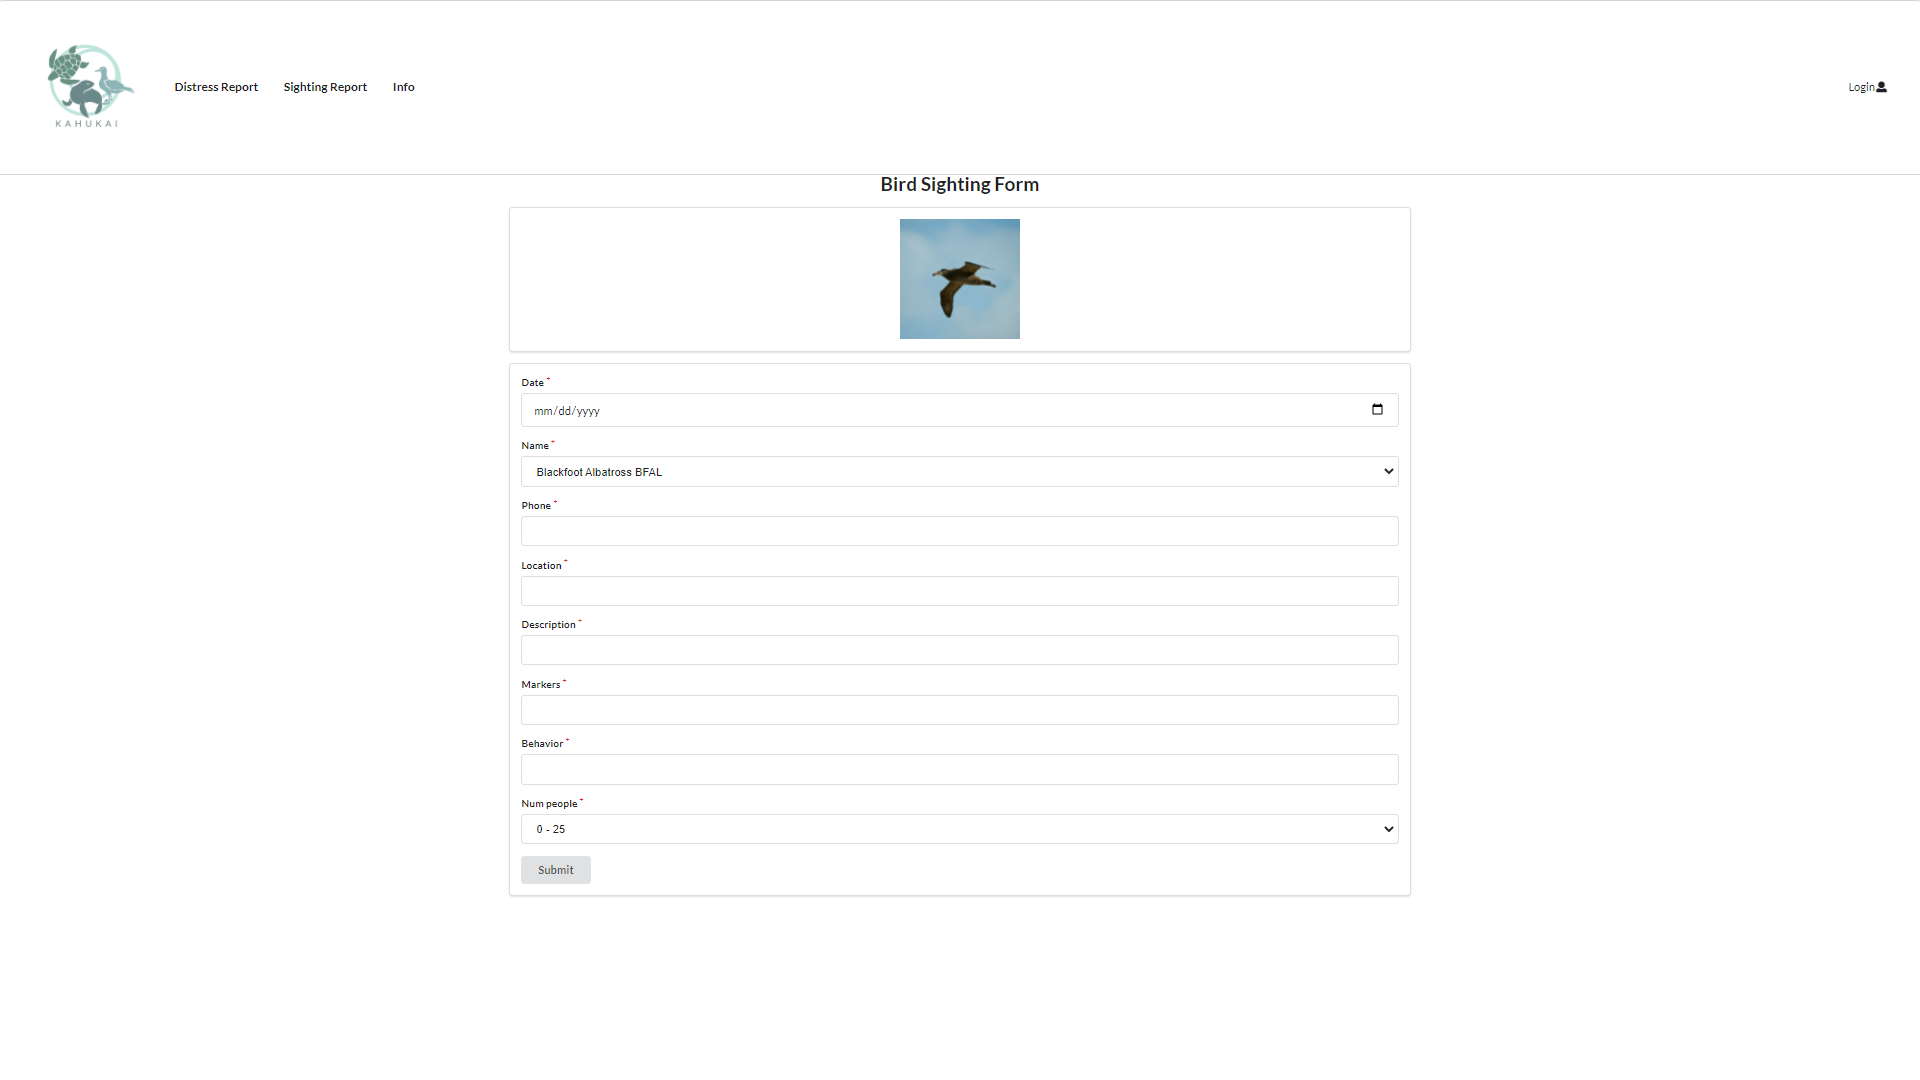 KAHUKAI
Distress Report
Sighting Report
Info
Login
Bird Sighting Form
Date *
mm/dd/yyyy
Name *
Blackfoot Albatross BFAL
Phone *
Location *
Description *
Markers *
Behavior *
Num people *
0 - 25
Submit